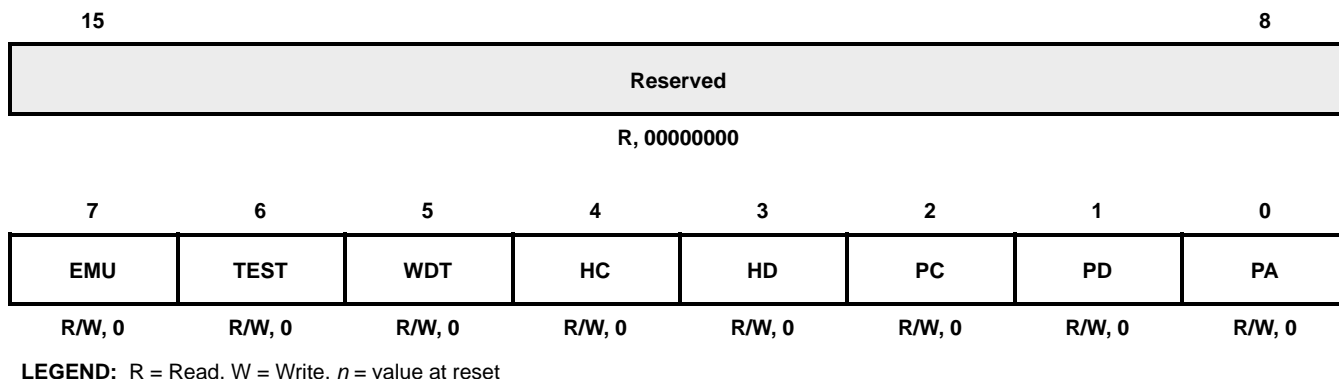 15 8
Reserved
R, 00000000
7 6 5 4 3 2 1 0
EMU TEST WDT HC HD PC PD PA
R/W, 0 R/W, 0 R/W, 0 R/W, 0 R/W, 0 R/W, 0 R/W, 0 R/W, 0
LEGEND: R = Read, W = Write, n = value at reset